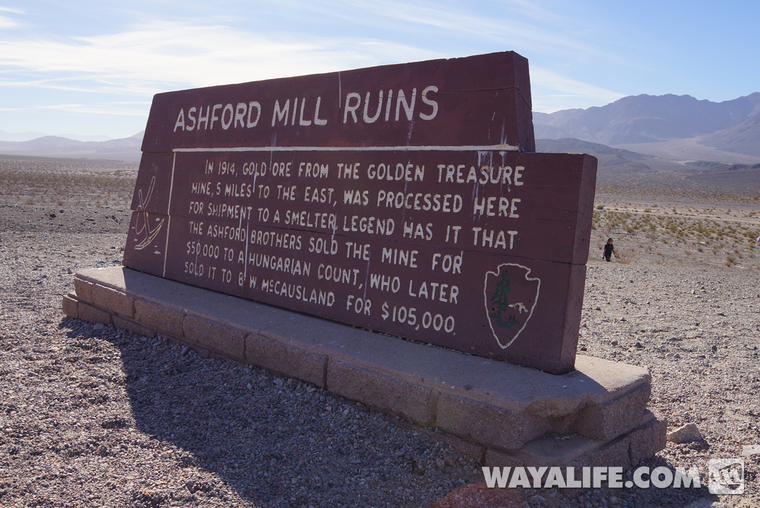 ASHFORD MILL RUINS
IN 1914, GOLD ORE FROM THE GOLDEN TREASURE
MINE, 5 MILES TO THE EAST, WAS PROCESSED HERE
FOR SHIPMENT TO A SMELTER. LEGEND HAS IT THAT
THE ASHFORD BROTHERS SOLD THE MINE FOR
$50,000 TO A HUNGARIAN COUNT, WHO LATER
SOLD IT TO B W MCAUSLAND FOR $105,000.
WAYALIFE.COM